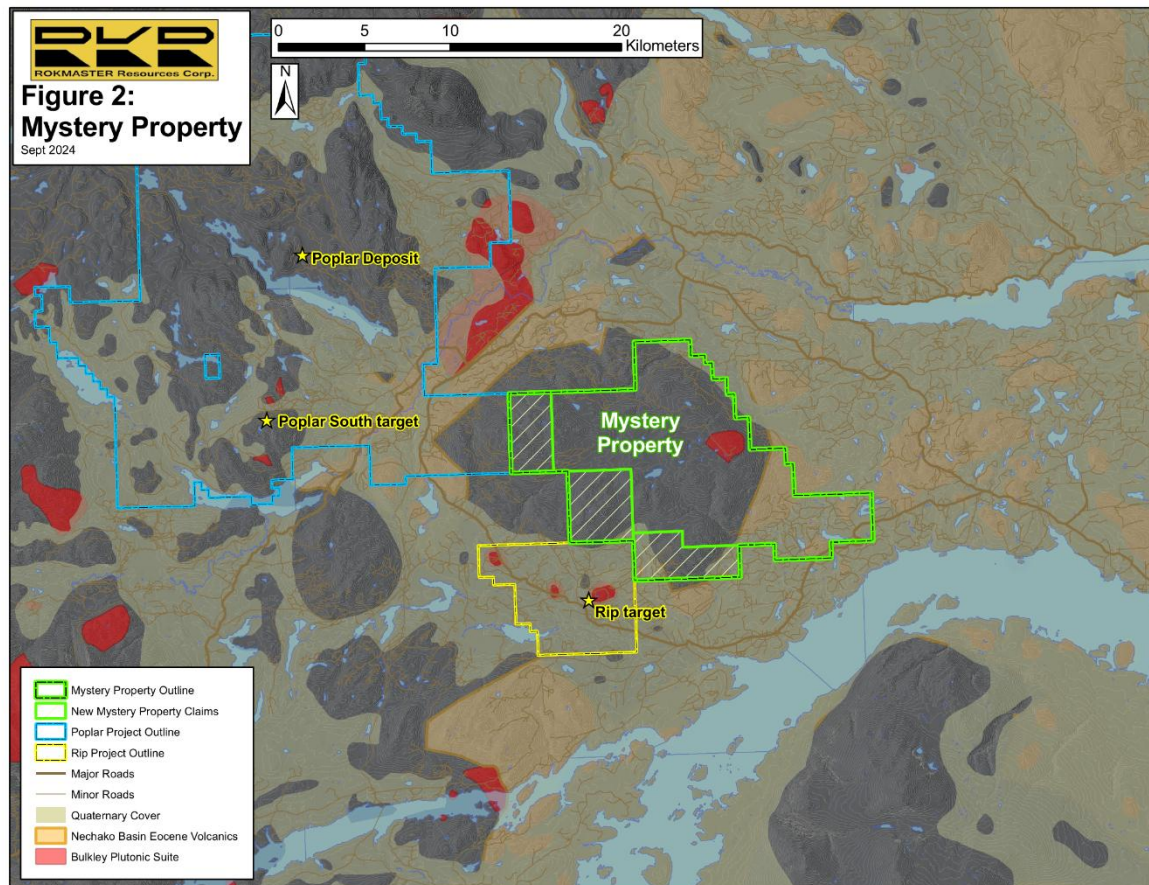 RKR
ROKMASTER Resources Corp.
Figure 2:
Mystery Property
Sept 2024
0 5 10 20
Kilometers
N
Poplar Deposit
Poplar South target
Mystery
Property
Rip target
Mystery Property Outline
New Mystery Property Claims
Poplar Project Outline
Rip Project Outline
Major Roads
Minor Roads
Quaternary Cover
Nechako Basin Eocene Volcanics
Bulkley Plutonic Suite